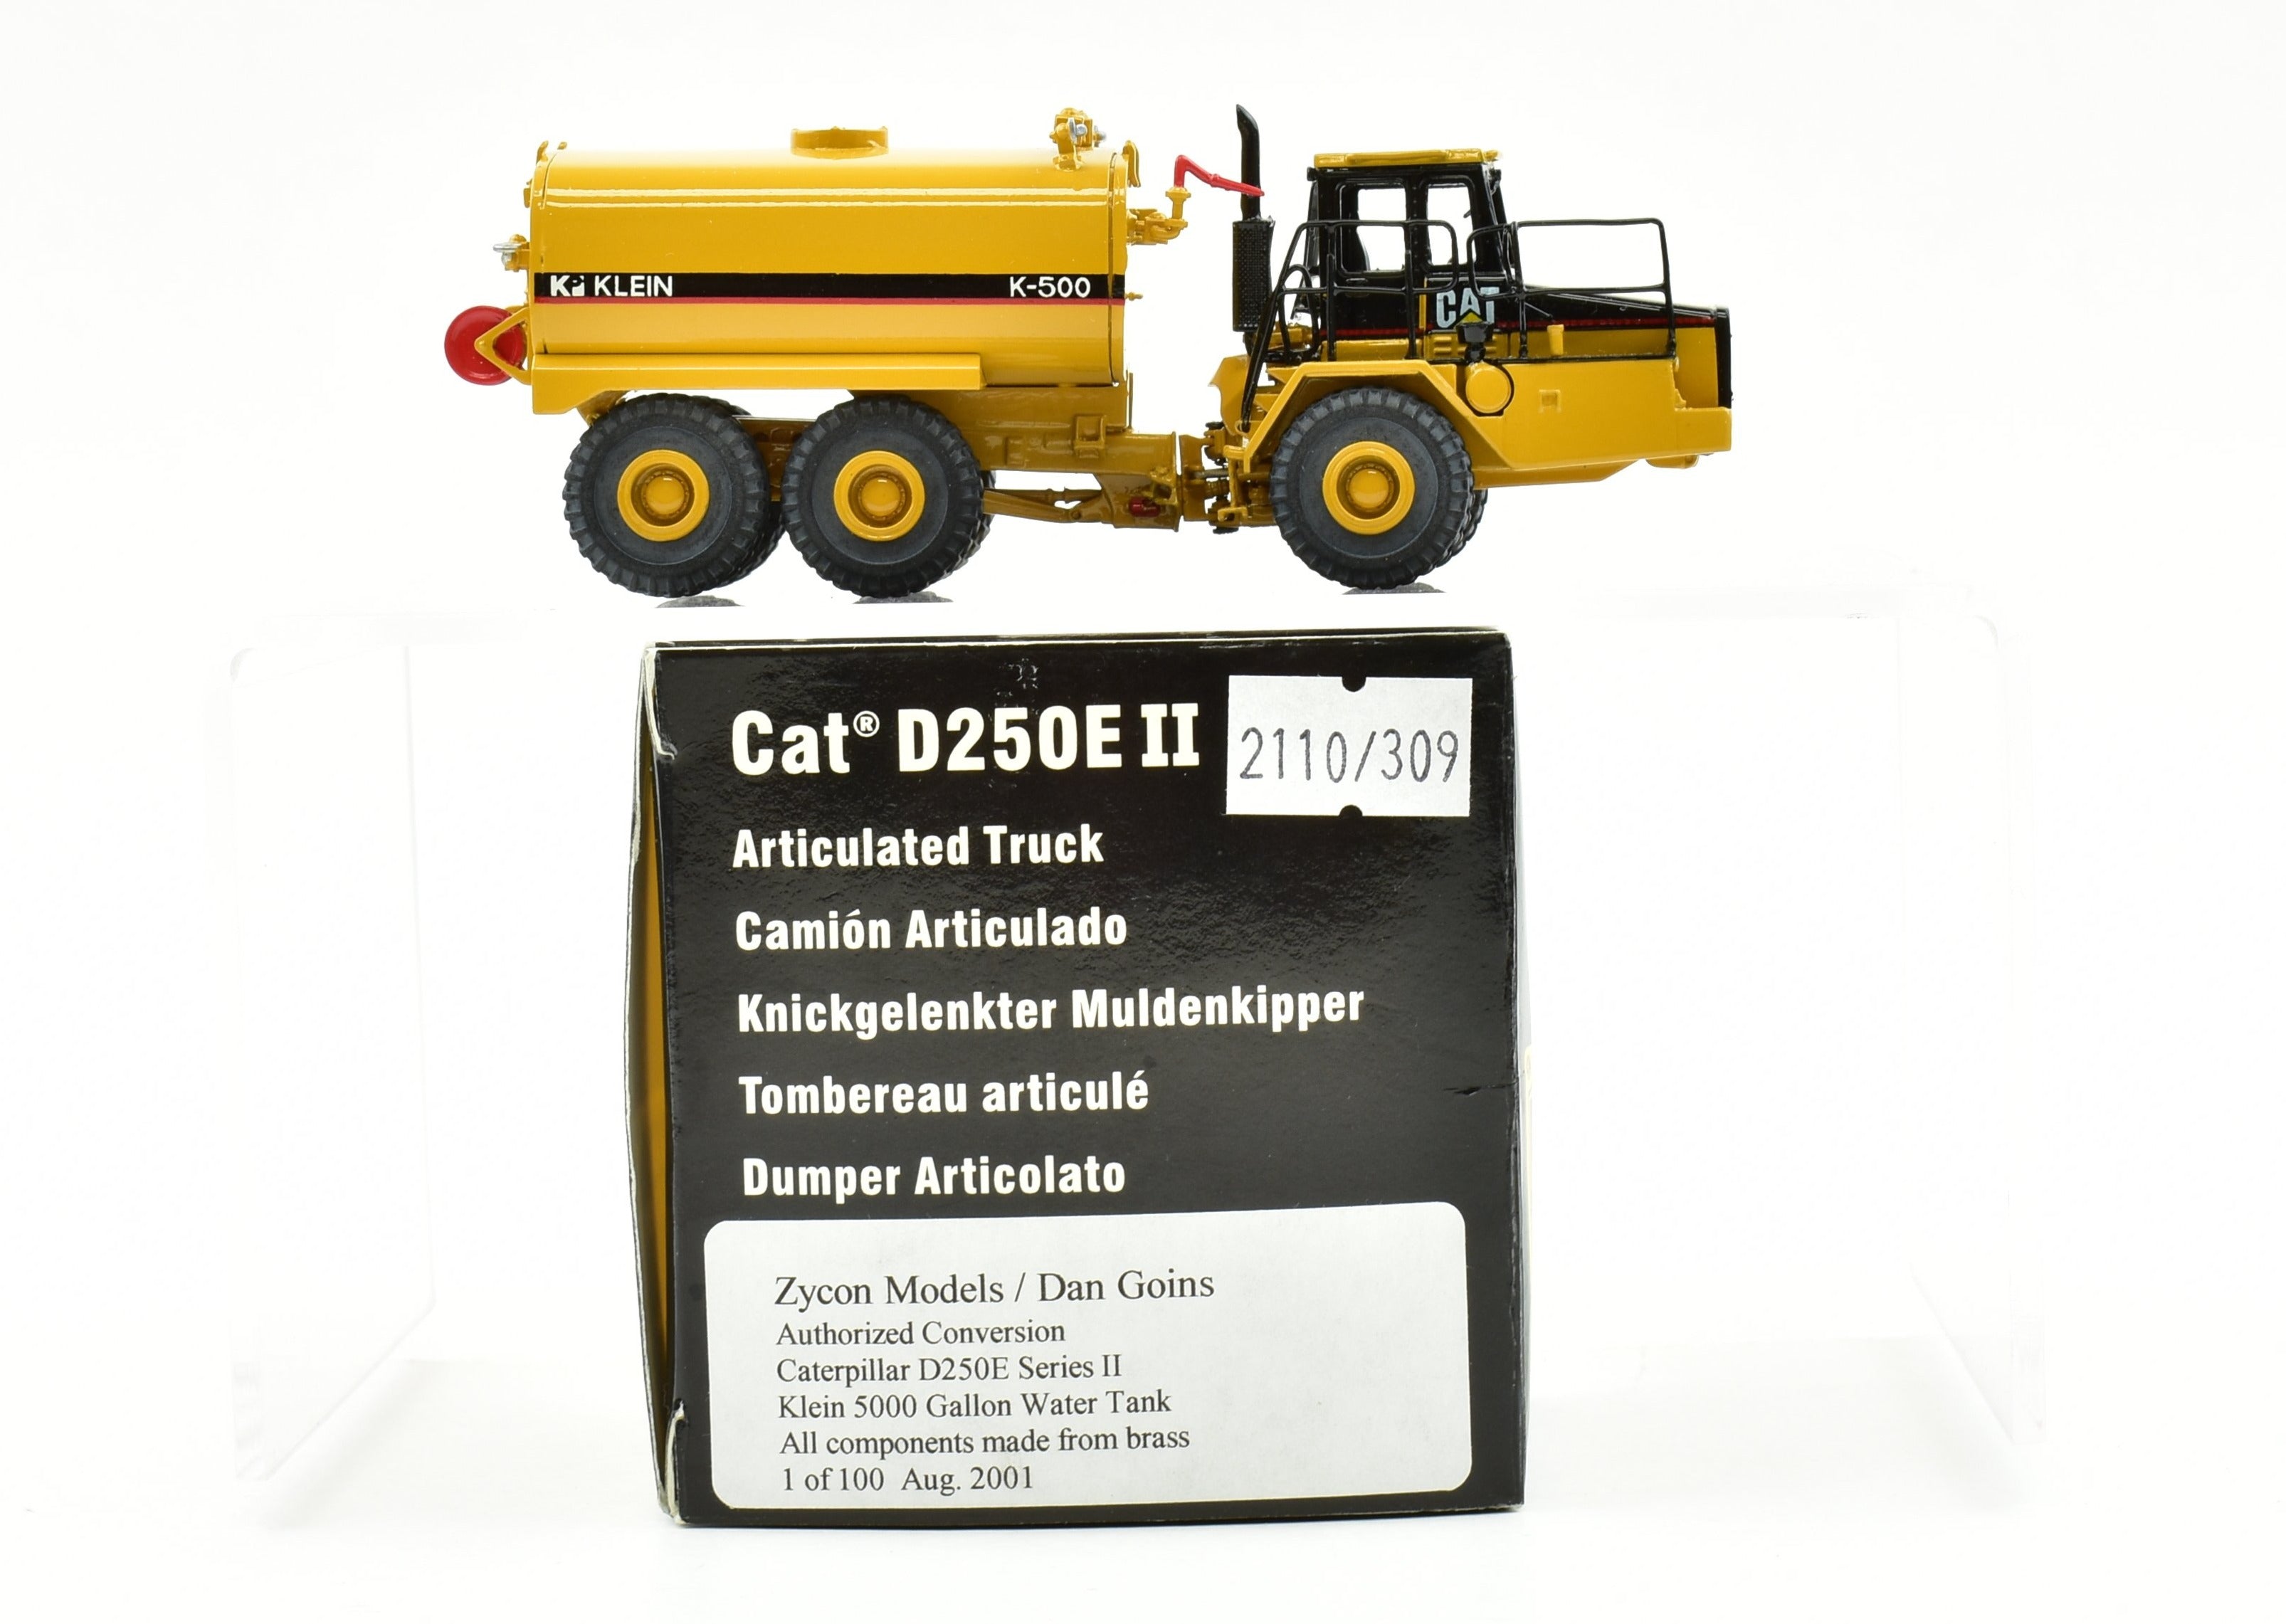 KPI KLEIN K-500
CAT
Cat® D250E II
2110/309
Articulated Truck
Camión Articulado
Knickgelenkter Muldenkipper
Tombereau articulé
Dumper Articolato
Zycon Models / Dan Goins
Authorized Conversion
Caterpillar D250E Series II
Klein 5000 Gallon Water Tank
All components made from brass
1 of 100 Aug. 2001